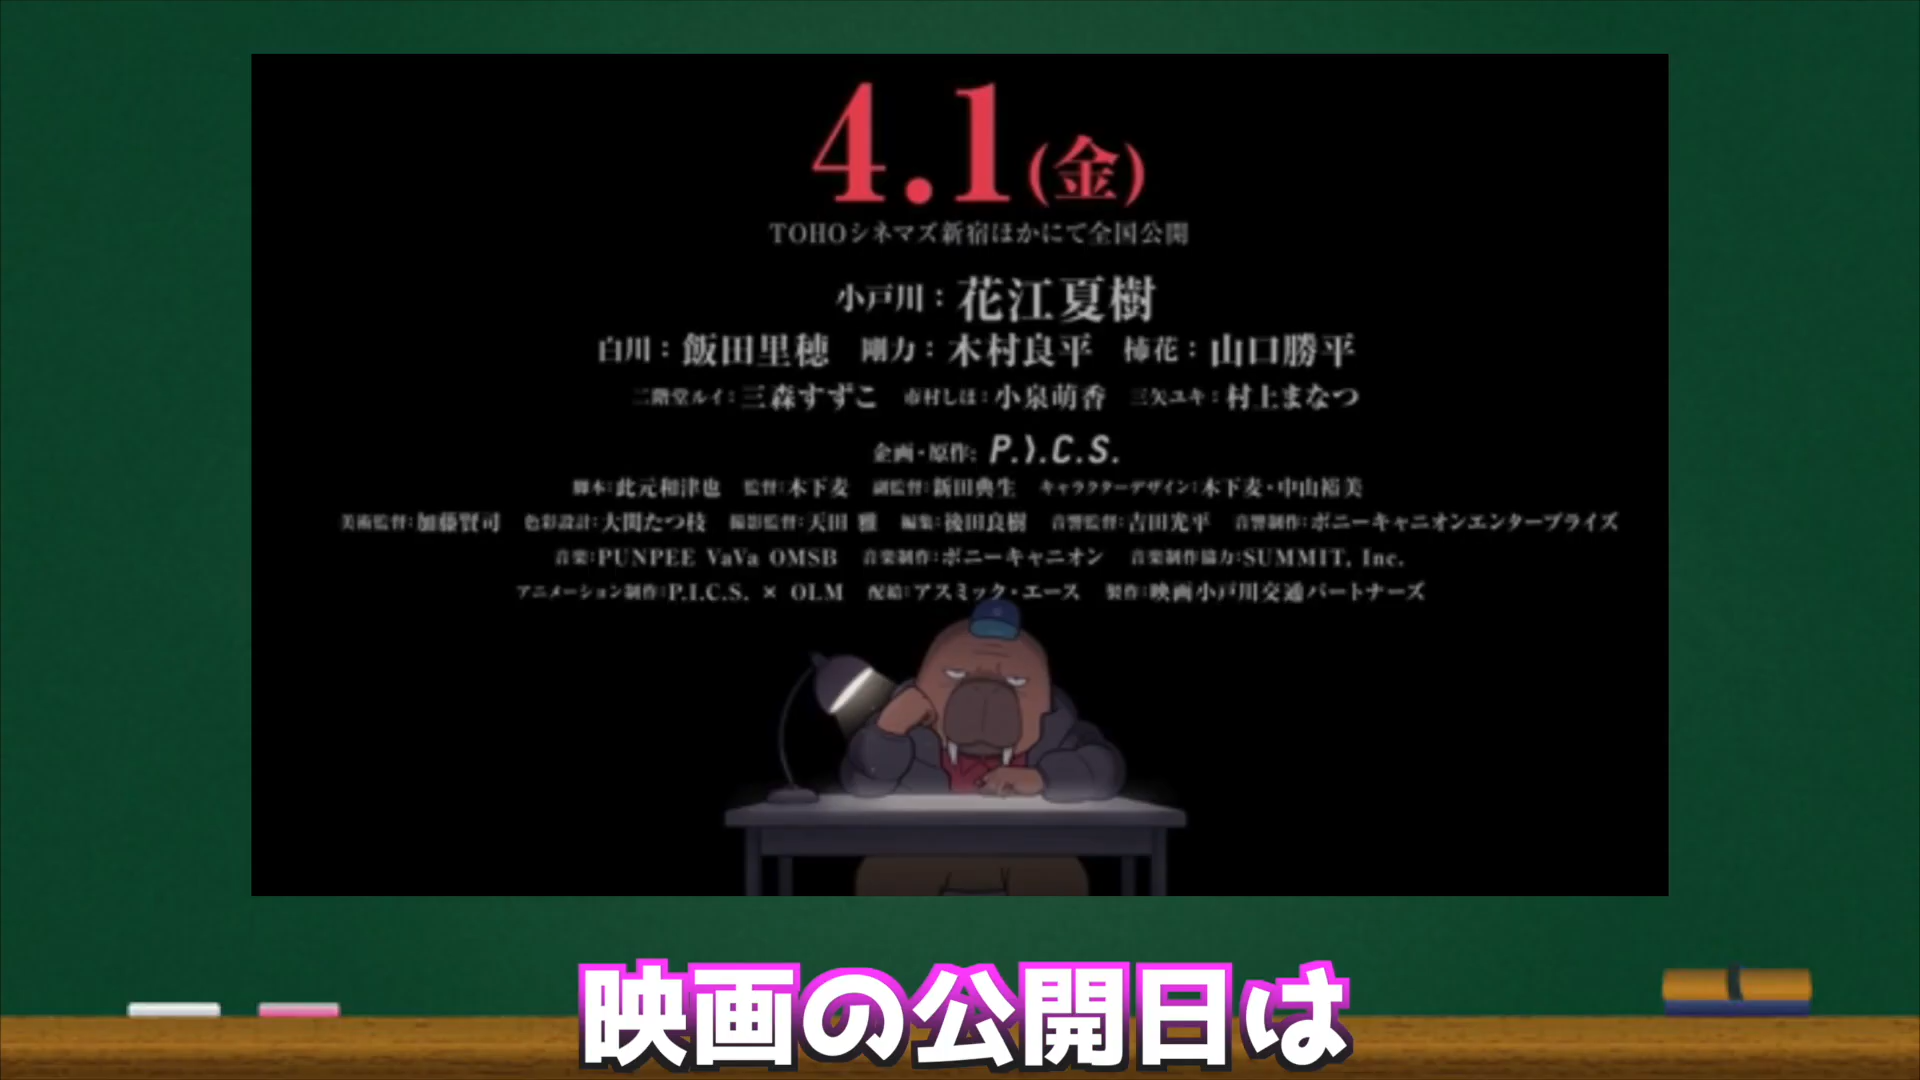 4.1(金)
TOHOシネマズ新宿ほかにて全国公開
小戸川：花江夏樹
白川：飯田里穂 剛力：木村良平 柿花：山口勝平
二階堂ルイ：三森すずこ 市村しほ：小泉萌香 三矢ユキ：村上まなつ
企画・原作：P.I.C.S.
脚本：此元和津也 監督：木下麦 副監督：新田典生 キャラクターデザイン：木下麦・中山裕美
美術監督：加藤賢司 色彩設計：大関たつ枝 撮影監督：天田 雅 編集：後田良樹 音響監督：吉田光平 音響制作：ポニーキャニオンエンタープライズ
音楽：PUNPEE VaVa OMSB 音楽制作：ポニーキャニオン 音楽制作協力：SUMMIT, Inc.
アニメーション制作：P.I.C.S. × OLM 配給：アスミック・エース 製作：映画小戸川交通パートナーズ
映画の公開日は